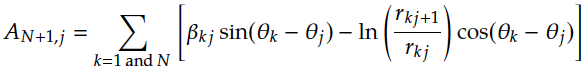 A_{N+1,j} = \sum_{k=1 \text{ and } N} \left[ \beta_{kj} \sin(\theta_k - \theta_j) - \ln \left( \frac{r_{kj+1}}{r_{kj}} \right) \cos(\theta_k - \theta_j) \right]